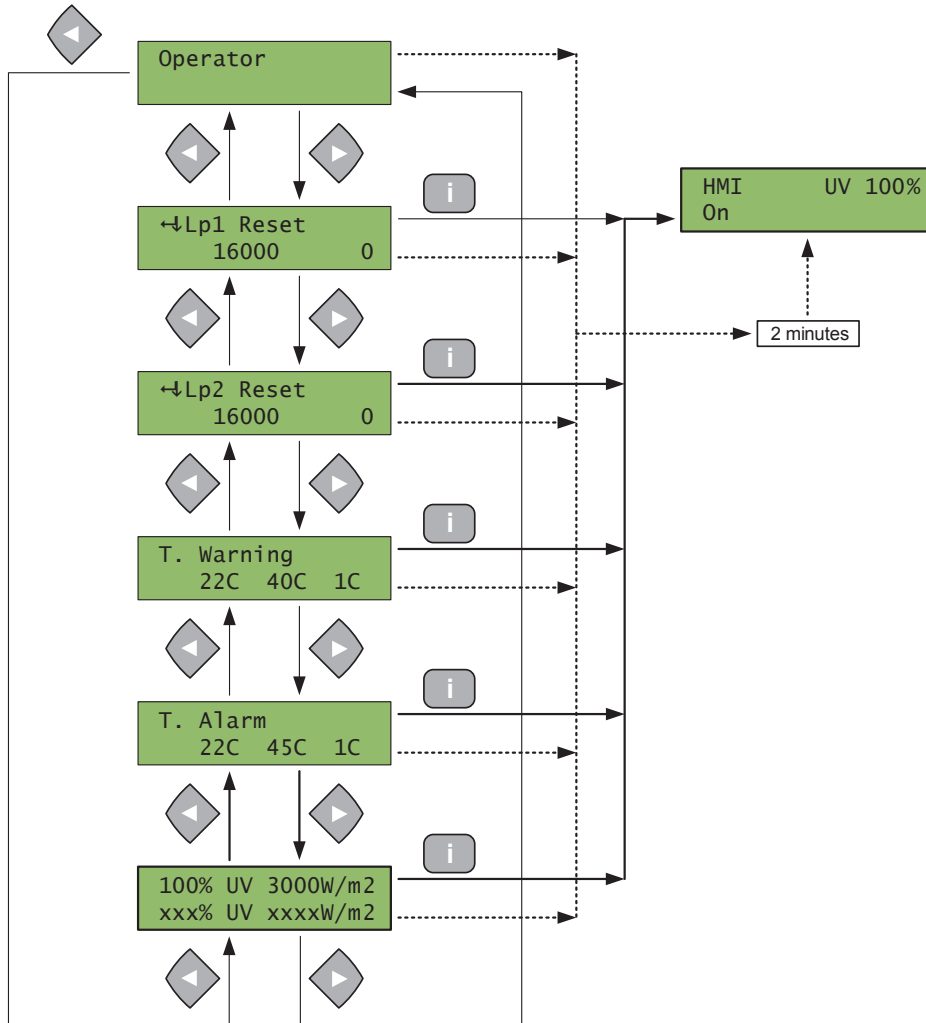 Operator
i
HMI UV 100%
On
↵Lp1 Reset
16000 0
2 minutes
i
↵Lp2 Reset
16000 0
i
T. Warning
22C 40C 1C
i
T. Alarm
22C 45C 1C
i
100% UV 3000W/m2
xxx% UV xxxxW/m2